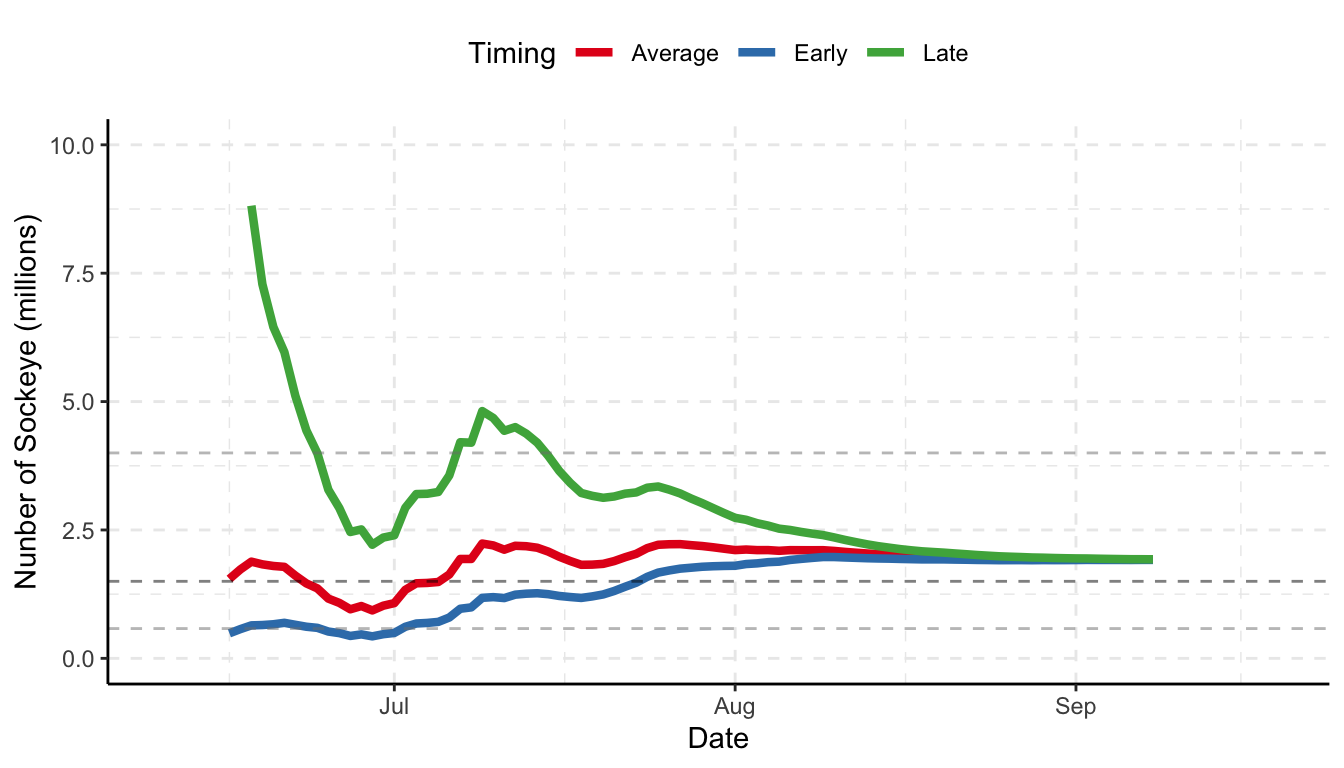 Timing Average Early Late
Nunber of Sockeye (millions)
10.0
7.5
5.0
2.5
0.0
Jul Aug Sep
Date